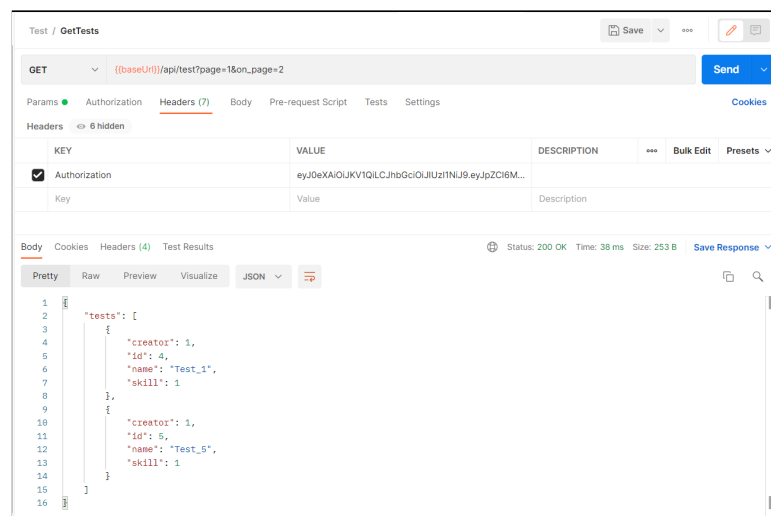 Test / GetTests
Save
GET {{baseUrl}}/api/test?page=1&on_page=2 Send
Params Authorization Headers (7) Body Pre-request Script Tests Settings Cookies
Headers 6 hidden
KEY VALUE DESCRIPTION ooo Bulk Edit Presets
Authorization eyJ0eXAiOiJKV1QiLCJhbGciOiJIUzI1NiJ9.eyJpZCI6M...
Key Value Description
Body Cookies Headers (4) Test Results Status: 200 OK Time: 38 ms Size: 253 B Save Response
Pretty Raw Preview Visualize JSON
1 {
2 "tests": [
3 {
4 "creator": 1,
5 "id": 4,
6 "name": "Test_1",
7 "skill": 1
8 },
9 {
10 "creator": 1,
11 "id": 5,
12 "name": "Test_5",
13 "skill": 1
14 }
15 ]
16 }